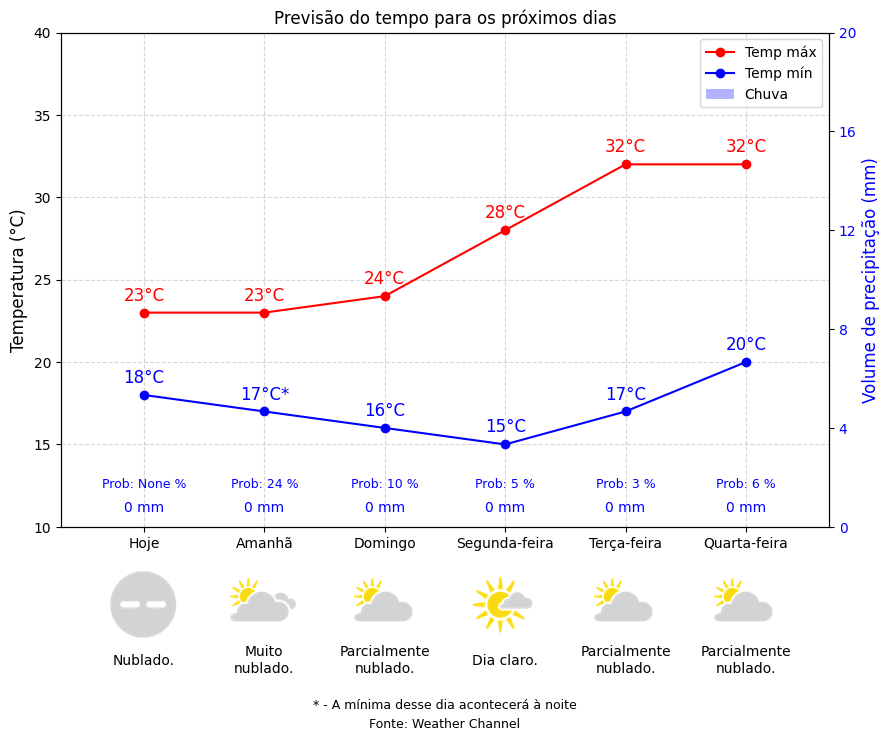 Previsão do tempo para os próximos dias
40
35
30
25
20
15
10
Temperatura (°C)
20
16
12
8
4
0
Volume de precipitação (mm)
Temp máx
Temp mín
Chuva
23°C 23°C 24°C 28°C 32°C 32°C
18°C 17°C* 16°C 15°C 17°C 20°C
Prob: None % Prob: 24 % Prob: 10 % Prob: 5 % Prob: 3 % Prob: 6 %
0 mm 0 mm 0 mm 0 mm 0 mm 0 mm
Hoje Amanhã Domingo Segunda-feira Terça-feira Quarta-feira
Nublado.
Muito
nublado.
Parcialmente
nublado.
Dia claro.
Parcialmente
nublado.
Parcialmente
nublado.
* - A mínima desse dia acontecerá à noite
Fonte: Weather Channel